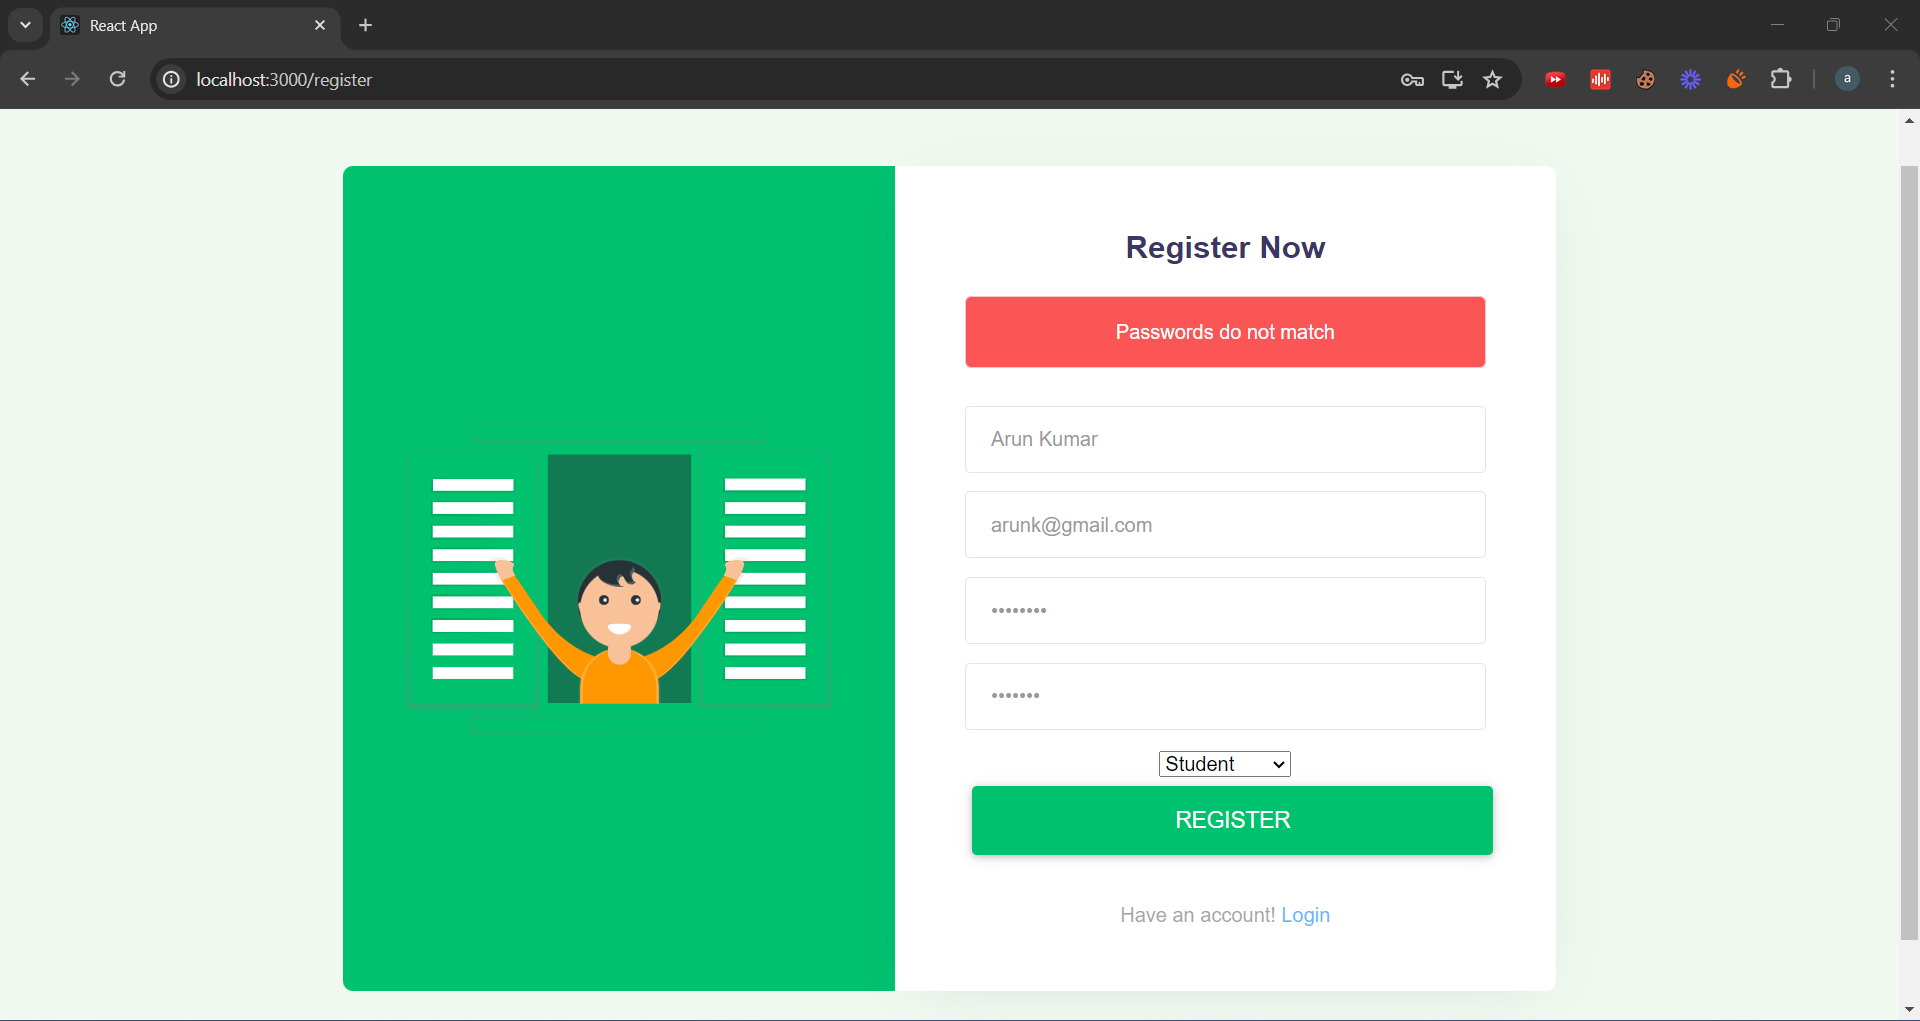 React App
localhost:3000/register
a
Register Now
Passwords do not match
Arun Kumar
arunk@gmail.com
••••••••
•••••••
Student
REGISTER
Have an account! Login